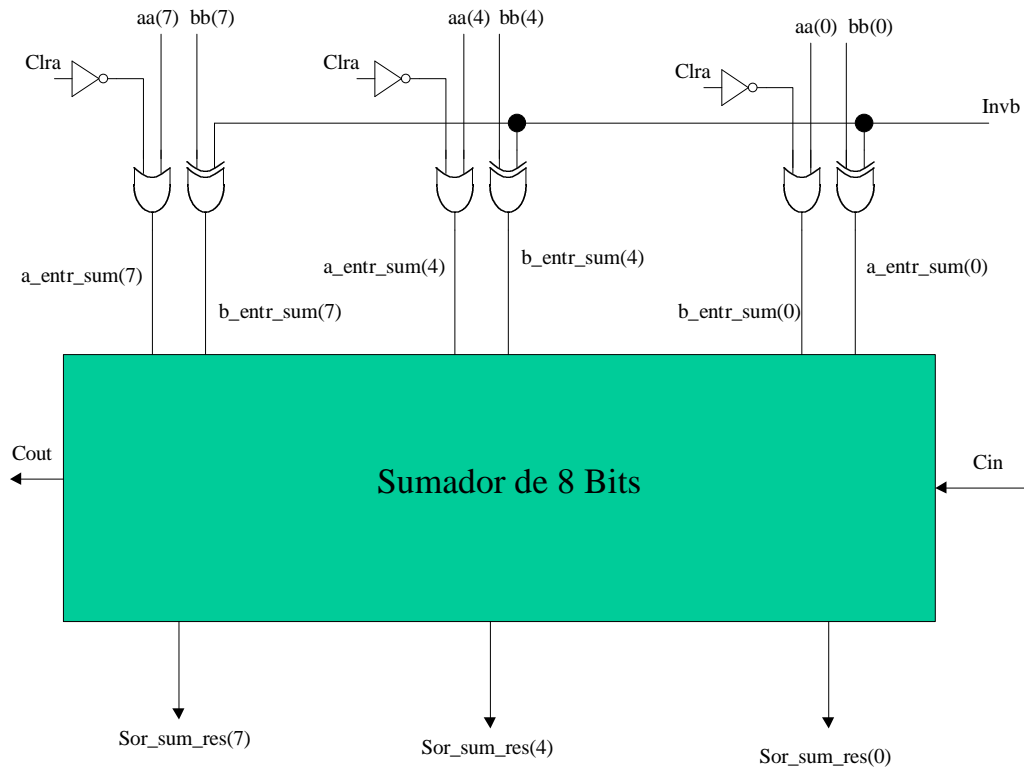 aa(7) bb(7)
aa(4) bb(4)
aa(0) bb(0)
Clra
Clra
Clra
Invb
a_entr_sum(7)
a_entr_sum(4)
b_entr_sum(4)
a_entr_sum(0)
b_entr_sum(7)
b_entr_sum(0)
Cout
Sumador de 8 Bits
Cin
Sor_sum_res(7)
Sor_sum_res(4)
Sor_sum_res(0)